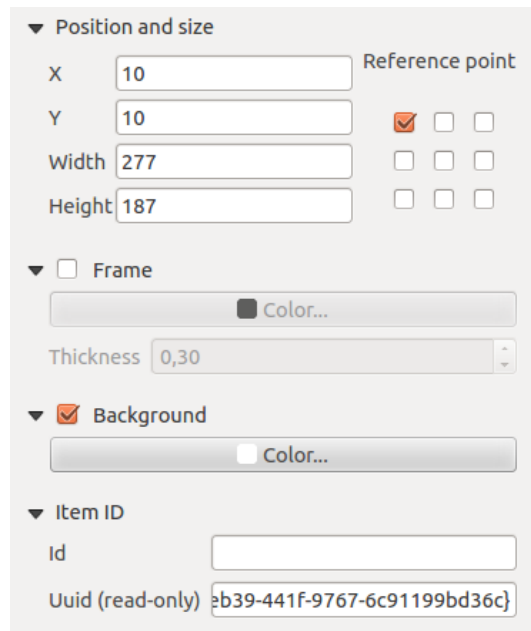 Position and size
Reference point
X 10
Y 10
Width 277
Height 187
Frame
Color...
Thickness 0,30
Background
Color...
Item ID
Id
Uuid (read-only) eb39-441f-9767-6c91199bd36c}